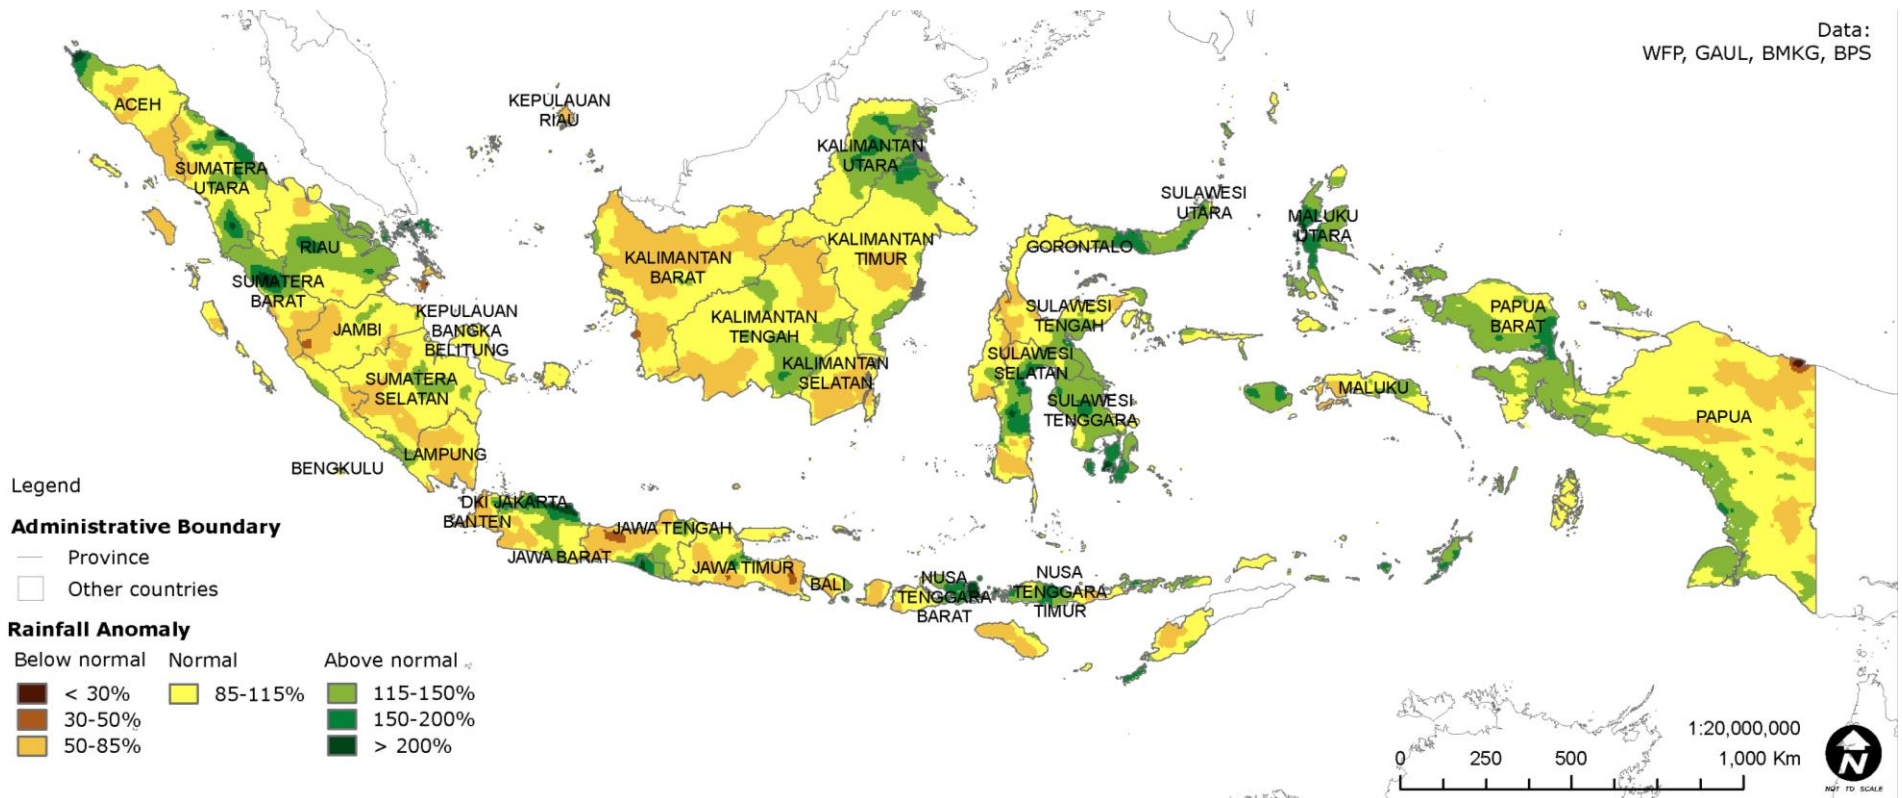 Data:
WFP, GAUL, BMKG, BPS
ACEH
KEPULAUAN
RIAU
KALIMANTAN
UTARA
SUMATERA
UTARA
SULAWESI
UTARA
MALUKU
UTARA
RIAU
GORONTALO
KALIMANTAN
TIMUR
KALIMANTAN
BARAT
SUMATERA
BARAT
KEPULAUAN
BANGKA
BELITUNG
JAMBI
KALIMANTAN
TENGAH
SULAWESI
TENGAH
PAPUA
BARAT
SULAWESI
SELATAN
KALIMANTAN
SELATAN
SUMATERA
SELATAN
MALUKU
SULAWESI
TENGGARA
PAPUA
LAMPUNG
BENGKULU
DKI JAKARTA
BANTEN
JAWA TENGAH
JAWA BARAT
JAWA TIMUR
BALI
NUSA
TENGGARA
BARAT
NUSA
TENGGARA
TIMUR
Legend
Administrative Boundary
Province
Other countries
Rainfall Anomaly
Below normal Normal Above normal
< 30% 85-115% 115-150%
30-50% 150-200%
50-85% > 200%
1:20,000,000
0 250 500 1,000 Km
N
NOT TO SCALE